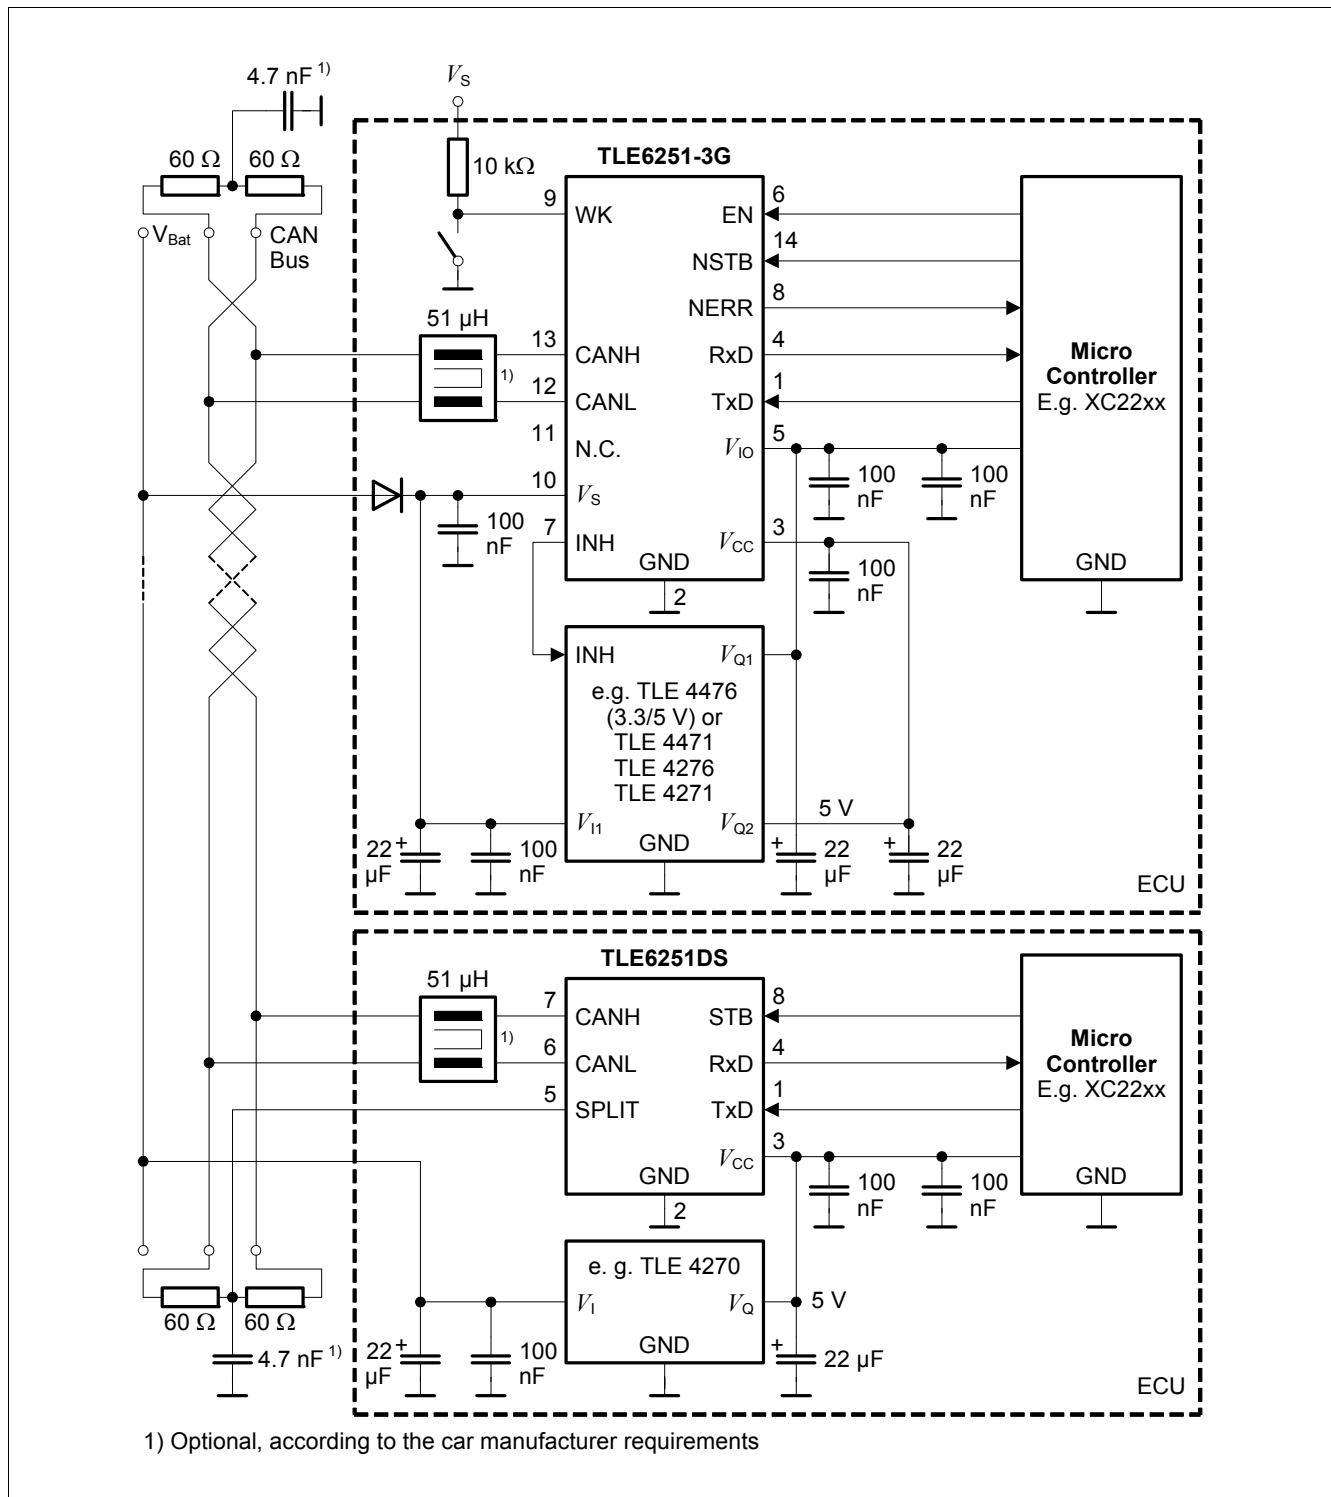 4.7 nF 1)
V_S
60 Ω 60 Ω
10 kΩ
TLE6251-3G
9 WK EN 6
V_Bat CAN
Bus
NSTB 14
NERR 8
51 µH
1)
13 CANH RxD 4
12 CANL TxD 1
11 N.C. V_IO 5
10 V_S
7 INH V_CC 3
GND
2
Micro
Controller
E.g. XC22xx
GND
100
nF
100
nF
100
nF
100
nF
INH V_Q1
e.g. TLE 4476
(3.3/5 V) or
TLE 4471
TLE 4276
TLE 4271
V_I1 V_Q2 5 V
GND
22
µF
+
100
nF
+
22
µF
+
22
µF
ECU
TLE6251DS
51 µH
1)
7 CANH STB 8
6 CANL RxD 4
5 SPLIT TxD 1
V_CC 3
GND
2
Micro
Controller
E.g. XC22xx
GND
100
nF
100
nF
e. g. TLE 4270
V_I V_Q 5 V
GND
60 Ω 60 Ω
4.7 nF 1)
22
µF
+
100
nF
+
22 µF
ECU
1) Optional, according to the car manufacturer requirements